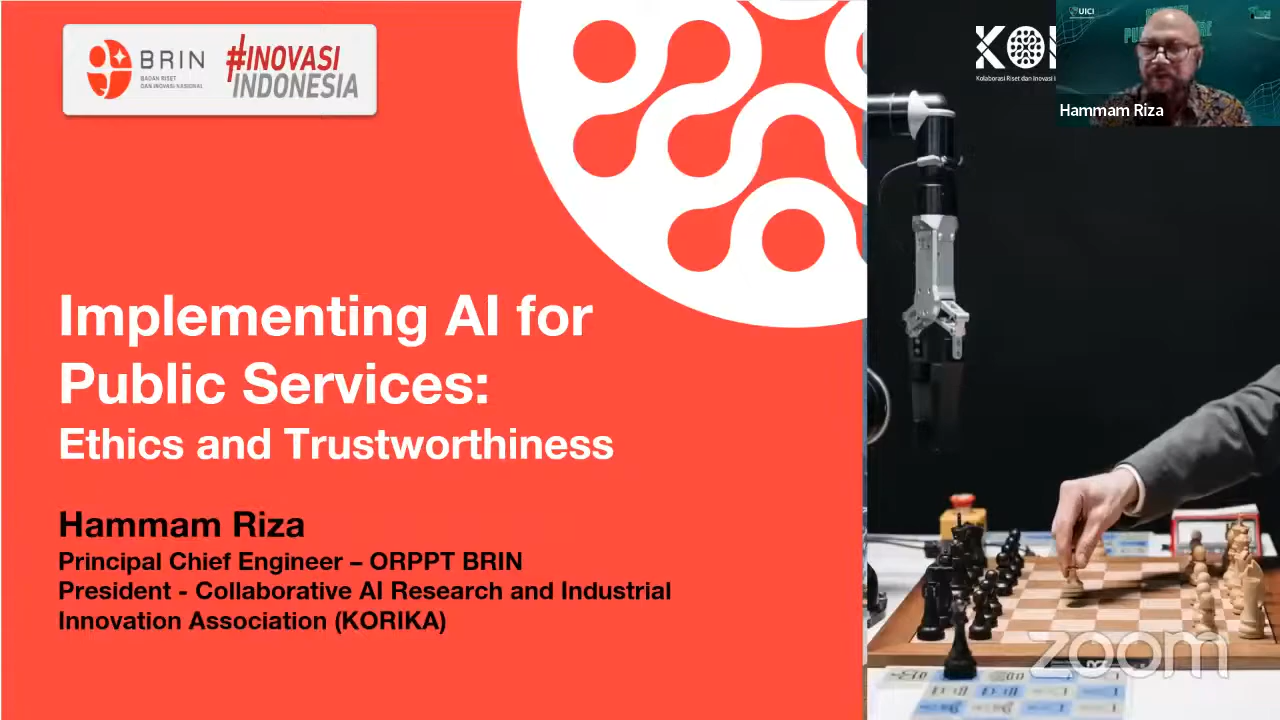 BRIN
BADAN RISET
DAN INOVASI NASIONAL
#INOVASI
INDONESIA
Implementing AI for
Public Services:
Ethics and Trustworthiness
Hammam Riza
Principal Chief Engineer – ORPPT BRIN
President - Collaborative AI Research and Industrial
Innovation Association (KORIKA)
Kolaborasi Riset dan Inovasi
UICI
Hammam Riza
zoom